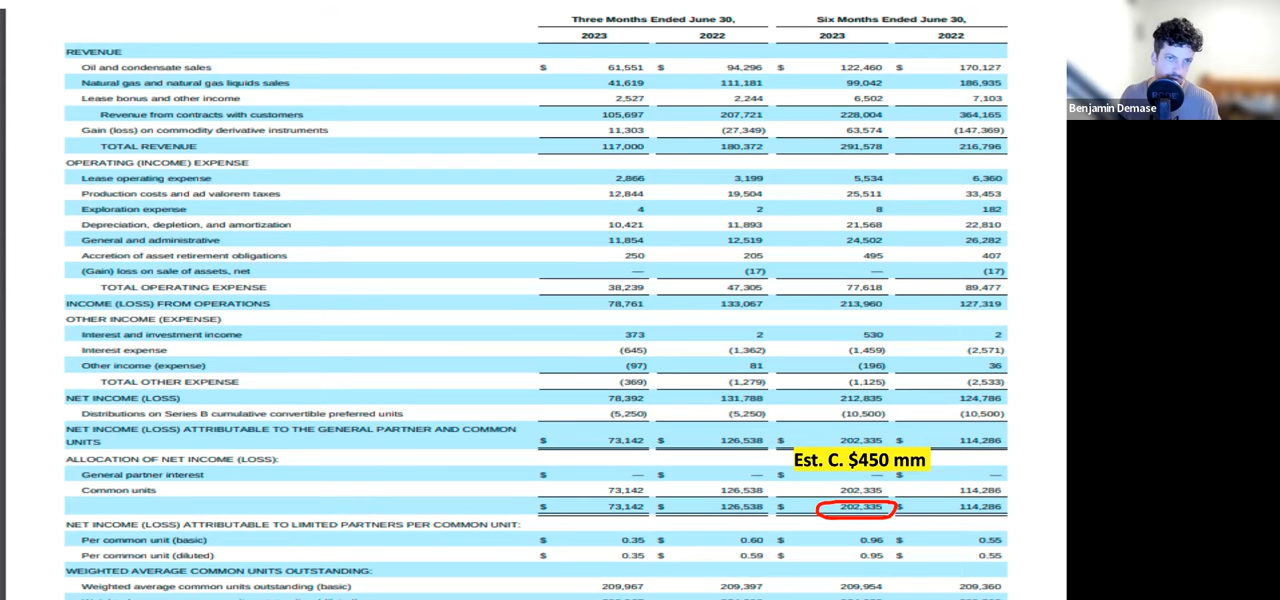 Three Months Ended June 30, Six Months Ended June 30,
2023 2022 2023 2022
REVENUE
Oil and condensate sales $ 61,551 $ 94,296 $ 122,460 $ 170,127
Natural gas and natural gas liquids sales 41,619 111,181 99,042 186,935
Lease bonus and other income 2,527 2,244 6,502 7,103
Revenue from contracts with customers 105,697 207,721 228,004 364,165
Gain (loss) on commodity derivative instruments 11,303 (27,349) 63,574 (147,369)
TOTAL REVENUE 117,000 180,372 291,578 216,796
OPERATING (INCOME) EXPENSE
Lease operating expense 2,866 3,199 5,534 6,360
Production costs and ad valorem taxes 12,844 19,504 25,511 33,453
Exploration expense 4 2 8 182
Depreciation, depletion, and amortization 10,421 11,893 21,568 22,810
General and administrative 11,854 12,519 24,502 26,282
Accretion of asset retirement obligations 250 205 495 407
(Gain) loss on sale of assets, net — (17) — (17)
TOTAL OPERATING EXPENSE 38,239 47,305 77,618 89,477
INCOME (LOSS) FROM OPERATIONS 78,761 133,067 213,960 127,319
OTHER INCOME (EXPENSE)
Interest and investment income 373 2 530 2
Interest expense (645) (1,362) (1,459) (2,571)
Other income (expense) (97) 81 (196) 36
TOTAL OTHER EXPENSE (369) (1,279) (1,125) (2,533)
NET INCOME (LOSS) 78,392 131,788 212,835 124,786
Distributions on Series B cumulative convertible preferred units (5,250) (5,250) (10,500) (10,500)
NET INCOME (LOSS) ATTRIBUTABLE TO THE GENERAL PARTNER AND COMMON
UNITS $ 73,142 $ 126,538 $ 202,335 $ 114,286
Est. C. $450 mm
ALLOCATION OF NET INCOME (LOSS):
General partner interest $ — $ — $ — $ —
Common units 73,142 126,538 202,335 114,286
$ 73,142 $ 126,538 $ 202,335 $ 114,286
NET INCOME (LOSS) ATTRIBUTABLE TO LIMITED PARTNERS PER COMMON UNIT:
Per common unit (basic) $ 0.35 $ 0.60 $ 0.96 $ 0.55
Per common unit (diluted) $ 0.35 $ 0.59 $ 0.95 $ 0.55
WEIGHTED AVERAGE COMMON UNITS OUTSTANDING:
Weighted average common units outstanding (basic) 209,967 209,397 209,954 209,360
Benjamin Demase